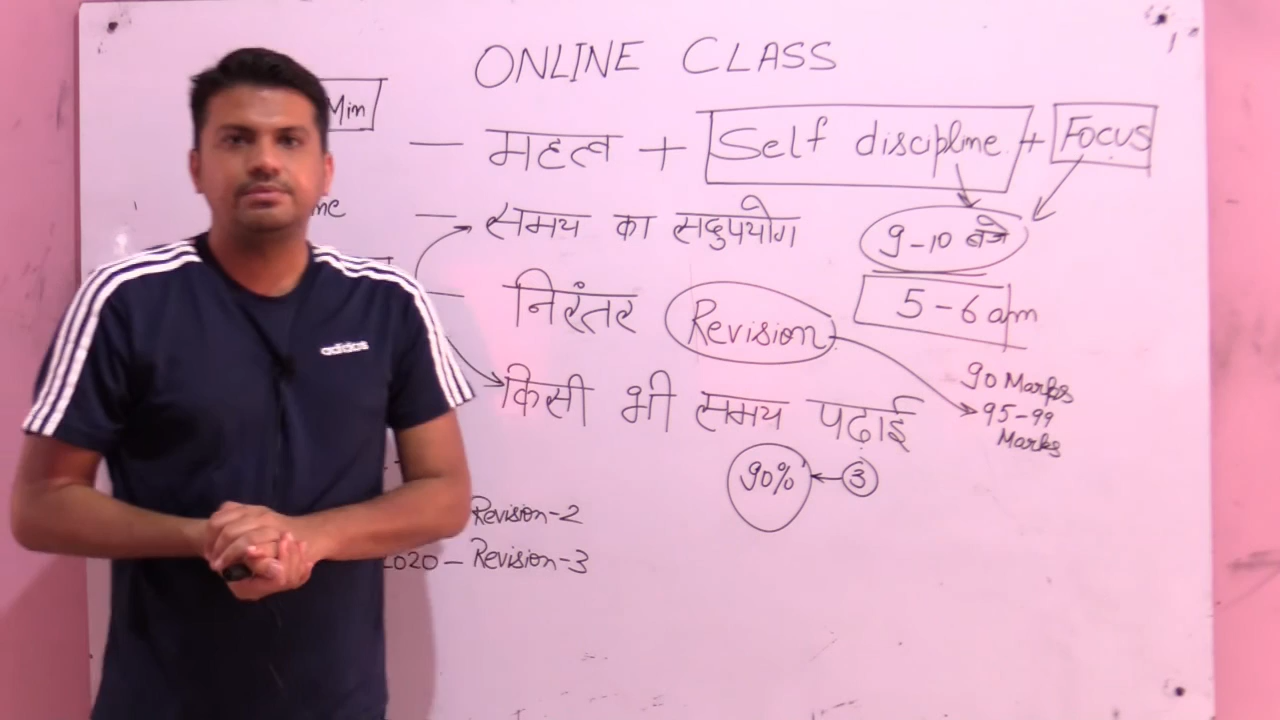 ONLINE CLASS
Min
— महत्व + Self discipline + Focus
me
— समय का सदुपयोग
9-10 बजे
— निरंतर Revision
5-6 am
किसी भी समय पढ़ाई
90 Marks
95-99
Marks
90% ← 3
Revision-2
2020 - Revision-3
adidas